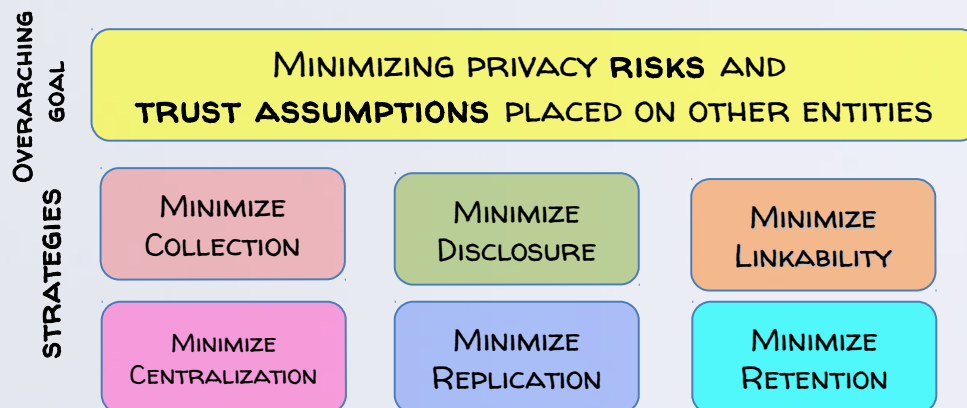 Overarching
goal
Minimizing privacy risks and
trust assumptions placed on other entities
Strategies
Minimize
Collection
Minimize
Disclosure
Minimize
Linkability
Minimize
Centralization
Minimize
Replication
Minimize
Retention